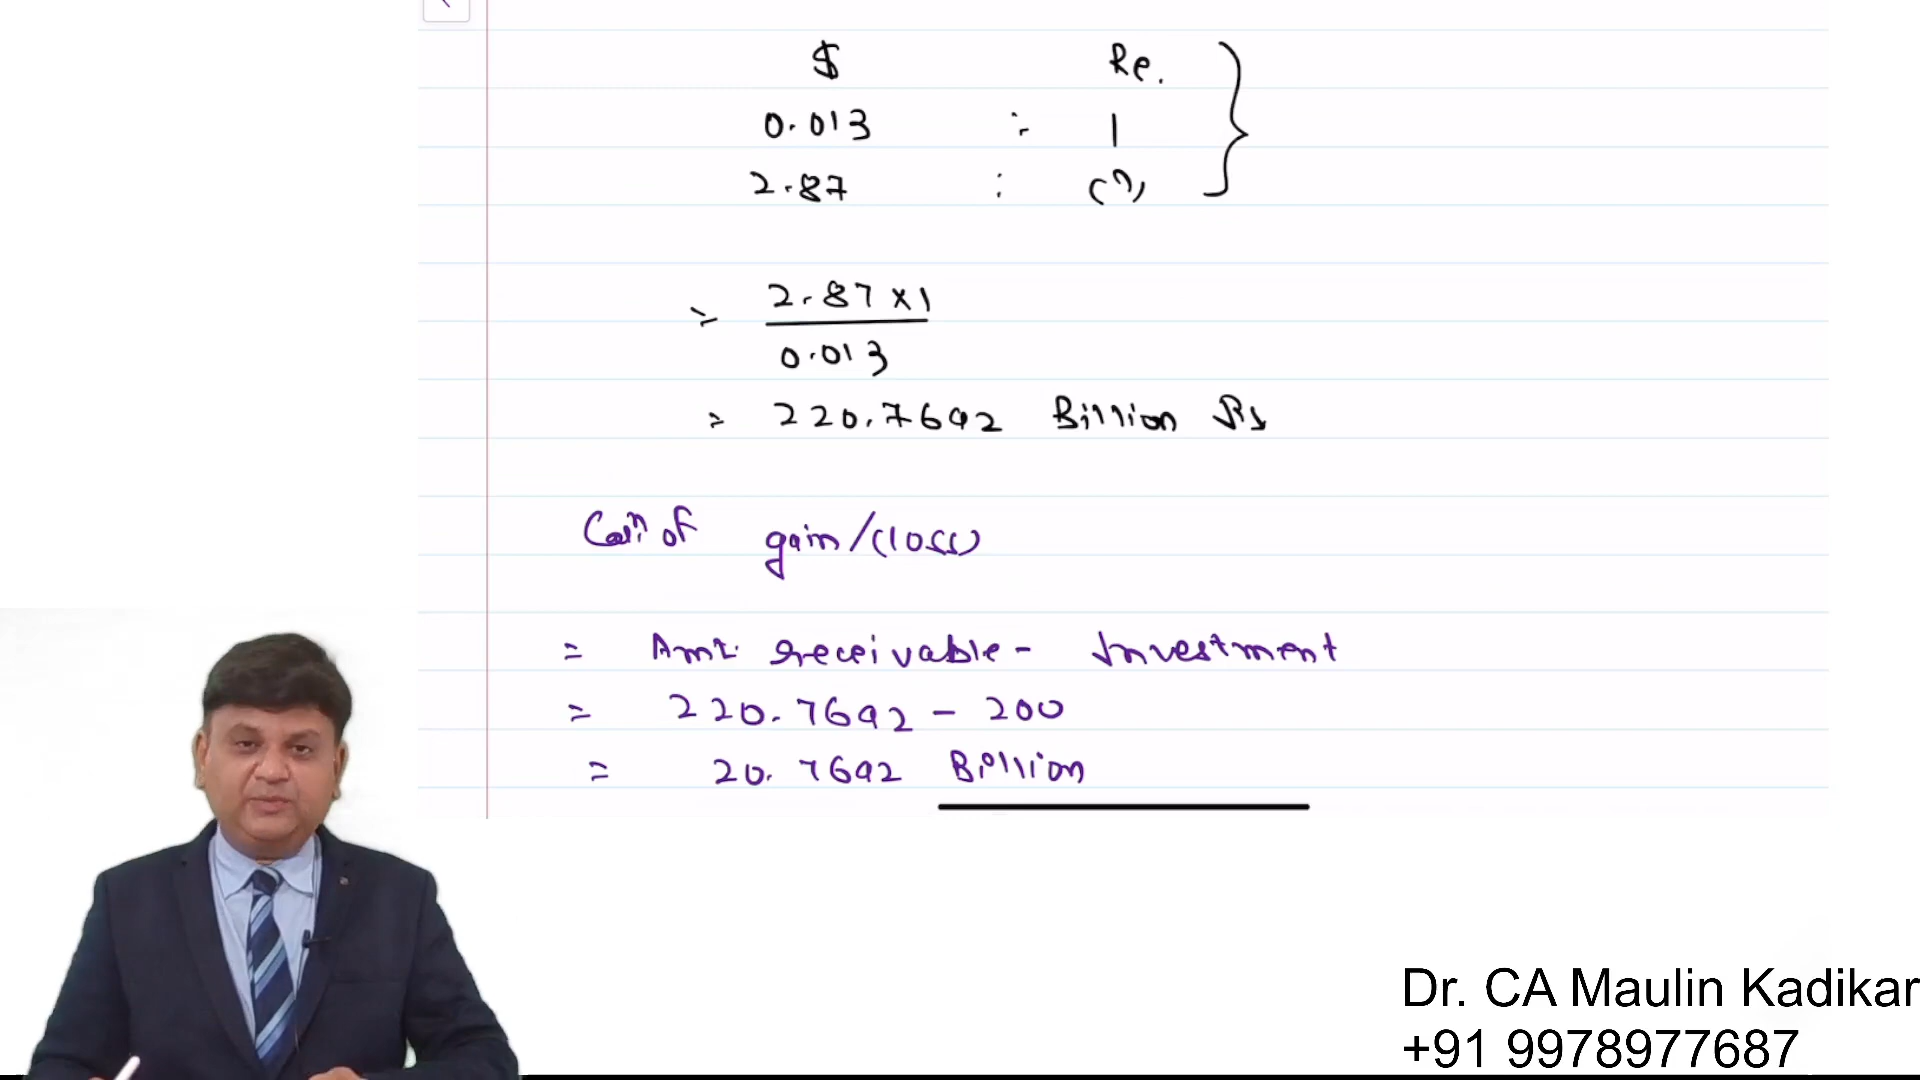 $ Re.
0.013 : 1
2.87 : (?)
= 2.87 × 1
0.013
= 220.7692 Billion Rs
Caln of gain/(loss)
= Amt. receivable - Investment
= 220.7692 - 200
= 20.7692 Billion
Dr. CA Maulin Kadikar
+91 9978977687